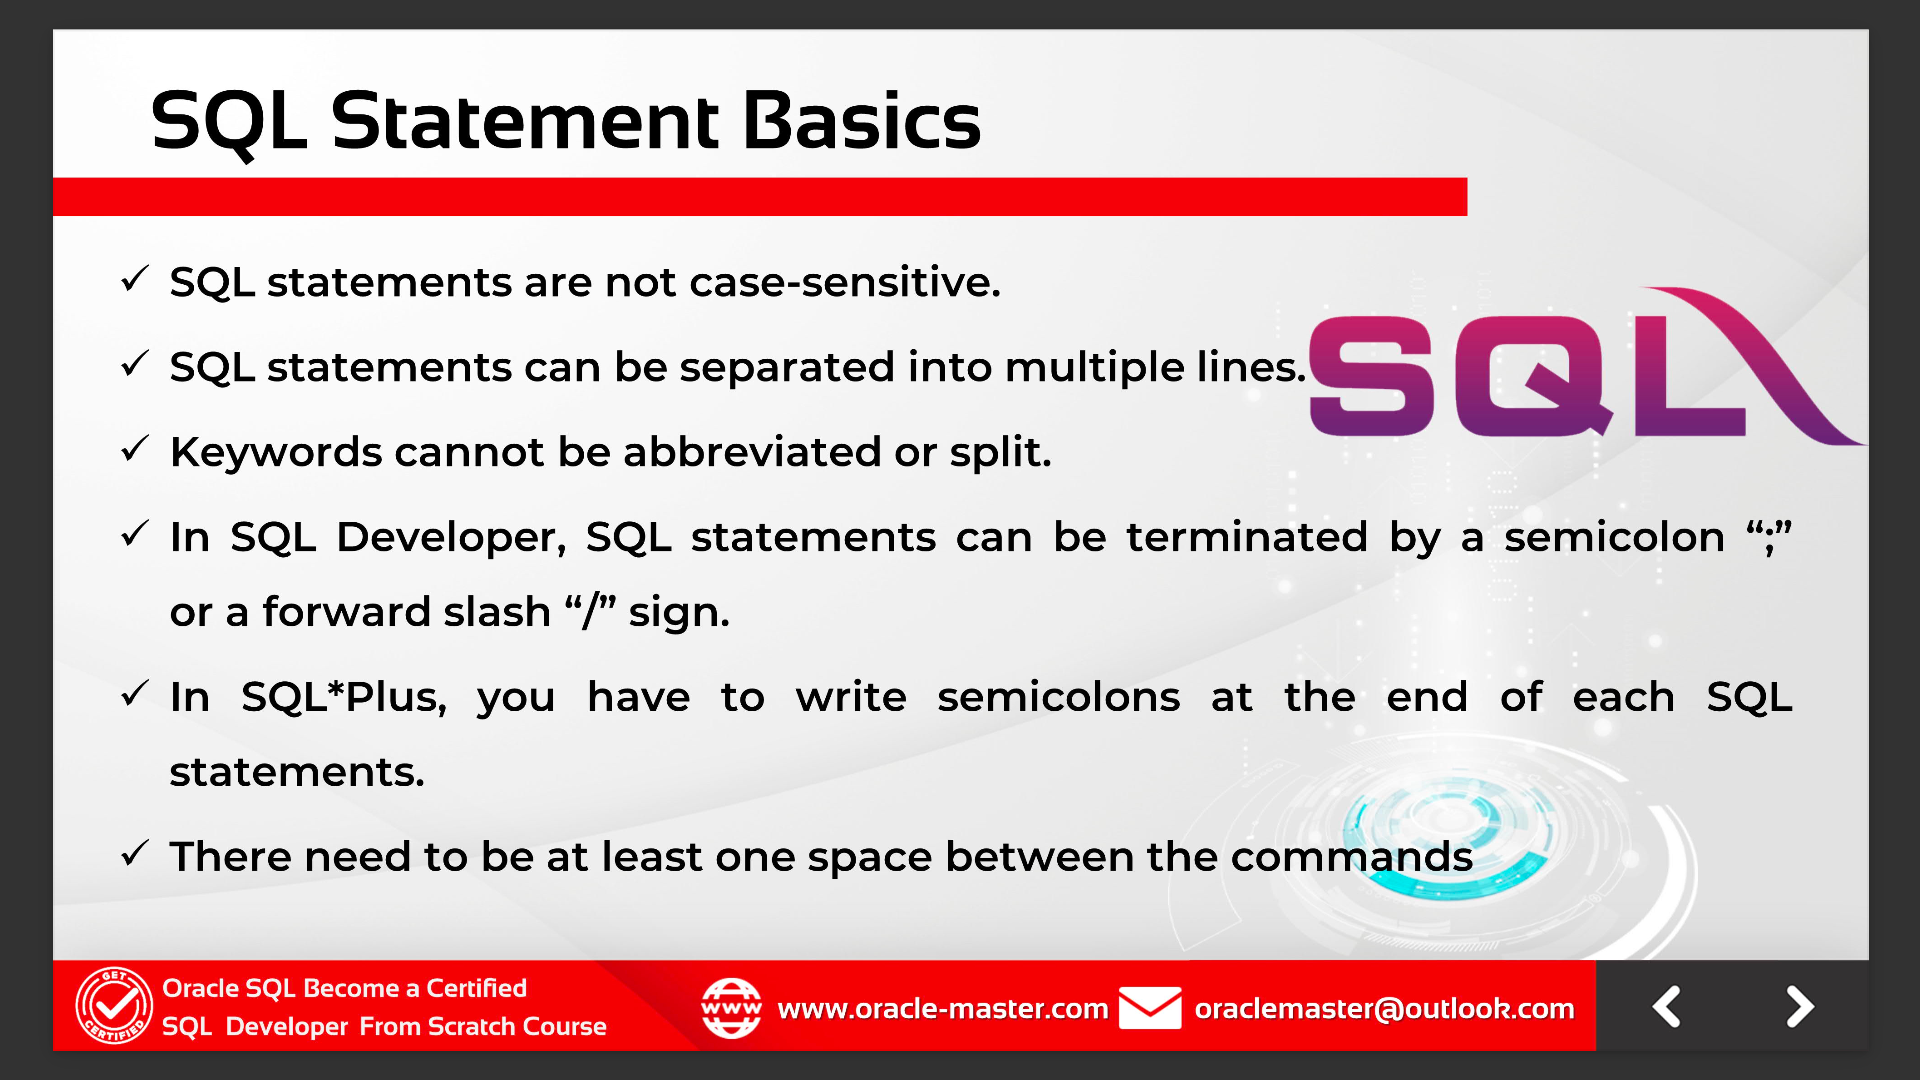 SQL Statement Basics
✓ SQL statements are not case-sensitive.
✓ SQL statements can be separated into multiple lines.
SQL
✓ Keywords cannot be abbreviated or split.
✓ In SQL Developer, SQL statements can be terminated by a semicolon “;”
or a forward slash “/” sign.
✓ In SQL*Plus, you have to write semicolons at the end of each SQL
statements.
✓ There need to be at least one space between the commands
GET
CERTIFIED
Oracle SQL Become a Certified
SQL Developer From Scratch Course
www
www.oracle-master.com
oraclemaster@outlook.com